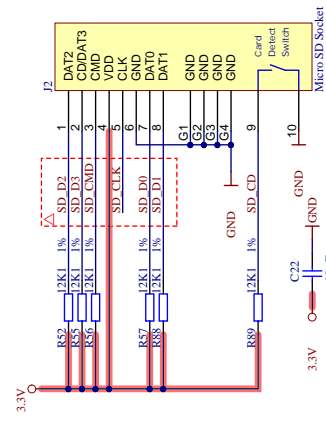 J2
Micro SD Socket
DAT2
CD/DAT3
CMD
VDD
CLK
GND
DAT0
DAT1
GND
GND
GND
GND
Card
Detect
Switch
1
2
3
4
5
6
7
8
G1
G2
G3
G4
9
10
SD_D2
SD_D3
SD_CMD
SD_CLK
SD_D0
SD_D1
SD_CD
GND
GND
GND
12K1 1%
12K1 1%
12K1 1%
12K1 1%
12K1 1%
12K1 1%
R52
R55
R56
R57
R89
C22
3.3V
3.3V